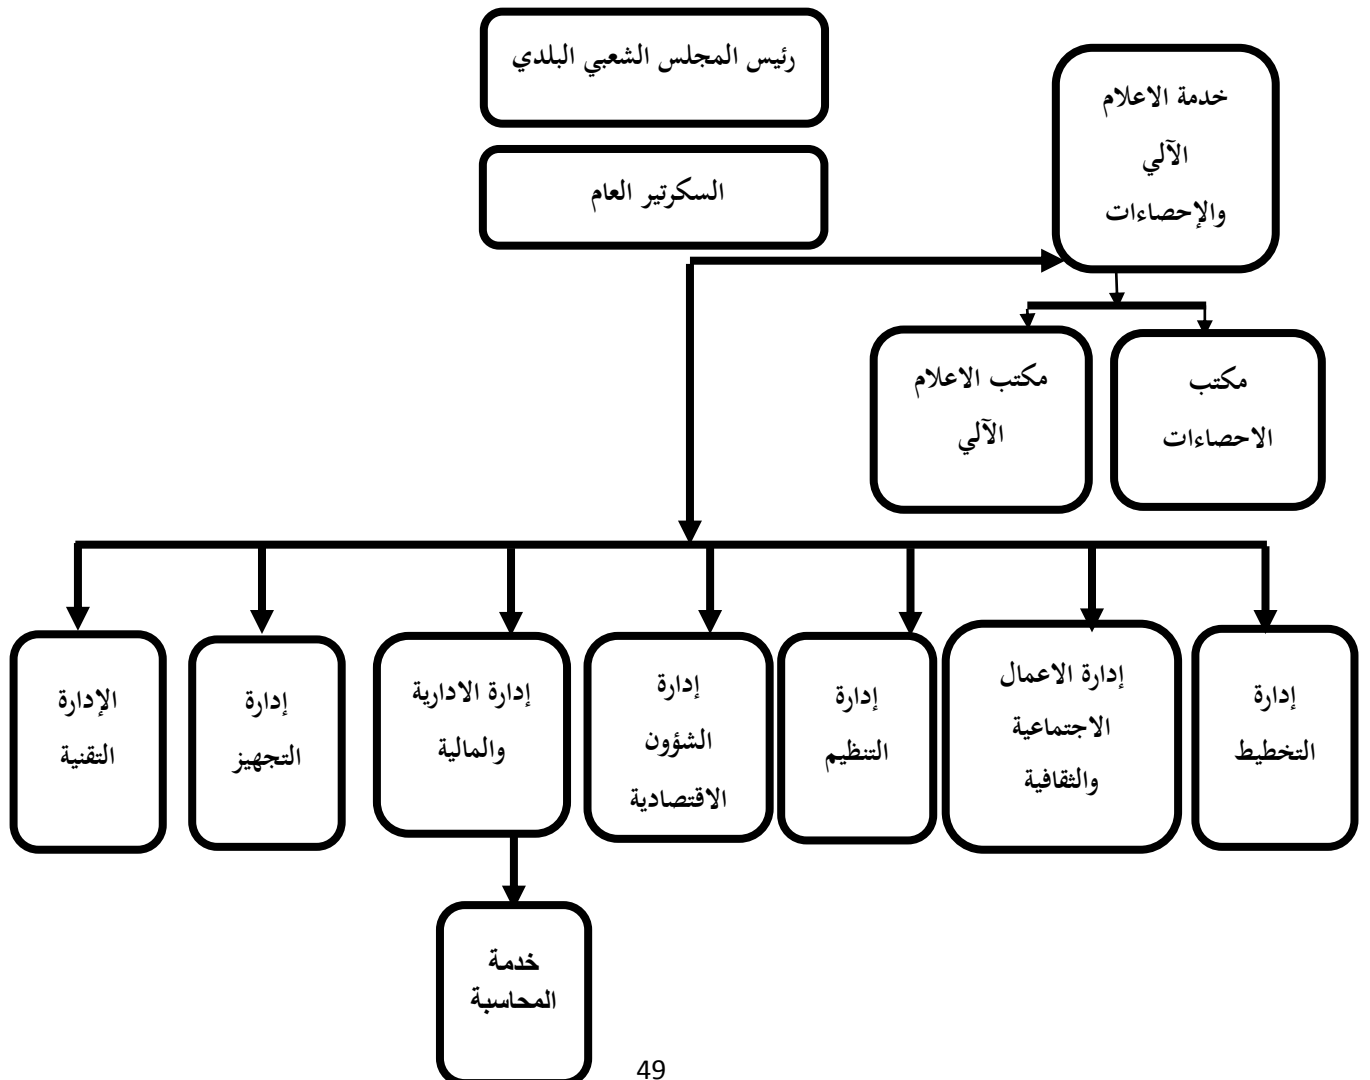 رئيس المجلس الشعبي البلدي
خدمة الاعلام
الآلي
والإحصاءات
السكرتير العام
مكتب
الاحصاءات
مكتب الاعلام
الآلي
إدارة
التخطيط
إدارة الاعمال
الاجتماعية
والثقافية
إدارة
التنظيم
إدارة
الشؤون
الاقتصادية
إدارة الادارية
والمالية
إدارة
التجهيز
الإدارة
التقنية
خدمة
المحاسبة
49